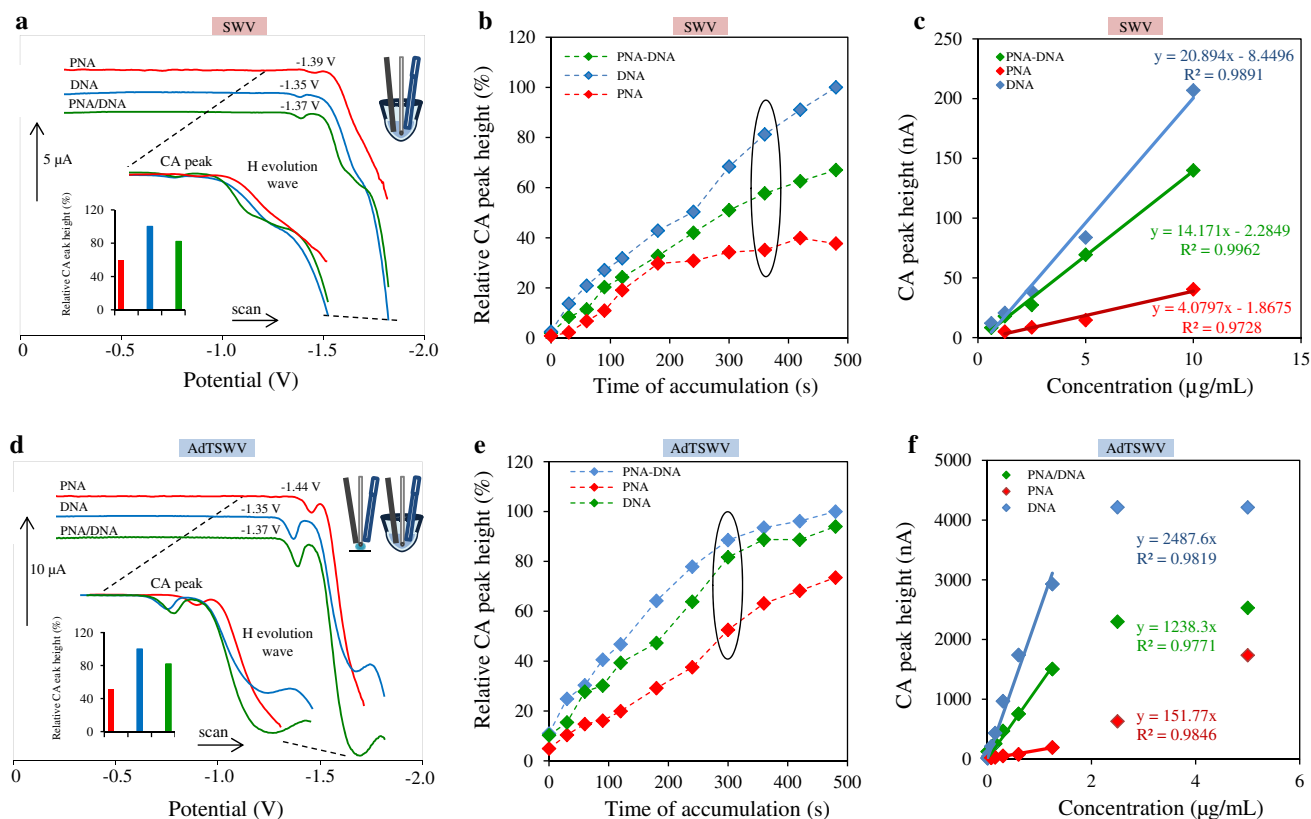 a
SWV
PNA
-1.39 V
DNA
-1.35 V
PNA/DNA
-1.37 V
5 µA
CA peak
H evolution
wave
Relative CA eak height (%)
120
80
40
0
scan
0
-0.5
-1.0
-1.5
-2.0
Potential (V)
b
SWV
Relative CA peak height (%)
120
100
80
60
40
20
0
PNA-DNA
DNA
PNA
0
100
200
300
400
500
Time of accumulation (s)
c
SWV
CA peak height (nA)
250
200
150
100
50
0
PNA-DNA
PNA
DNA
y = 20.894x - 8.4496
R² = 0.9891
y = 14.171x - 2.2849
R² = 0.9962
y = 4.0797x - 1.8675
R² = 0.9728
0
5
10
15
Concentration (µg/mL)
d
AdTSWV
PNA
-1.44 V
DNA
-1.35 V
PNA/DNA
-1.37 V
10 µA
CA peak
H evolution
wave
Relative CA eak height (%)
120
80
40
0
scan
0
-0.5
-1.0
-1.5
-2.0
Potential (V)
e
AdTSWV
Relative CA peak height (%)
120
100
80
60
40
20
0
PNA-DNA
PNA
DNA
0
100
200
300
400
500
Time of accumulation (s)
f
AdTSWV
CA peak height (nA)
5000
4000
3000
2000
1000
0
PNA/DNA
PNA
DNA
y = 2487.6x
R² = 0.9819
y = 1238.3x
R² = 0.9771
y = 151.77x
R² = 0.9846
0
2
4
6
Concentration (µg/mL)